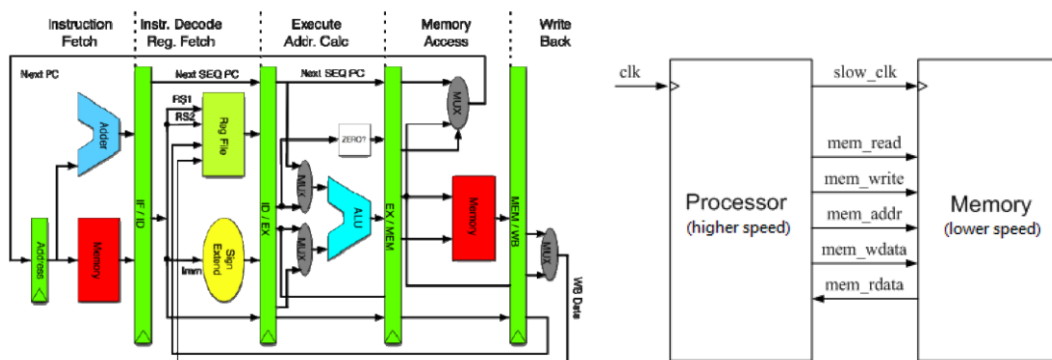 Instruction Fetch
Instr. Decode Reg. Fetch
Execute Addr. Calc
Memory Access
Write Back
Next PC
Next SEQ PC
Next SEQ PC
RS1
RS2
Imm
Adder
Address
Memory
IF / ID
Reg File
Sign Extend
ID / EX
MUX
MUX
ZERO?
ALU
EX / MEM
MUX
Memory
MEM / WB
MUX
WB Data
clk
slow_clk
mem_read
mem_write
mem_addr
mem_wdata
mem_rdata
Processor
(higher speed)
Memory
(lower speed)